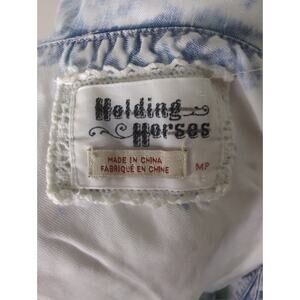 Holding
Horses
MADE IN CHINA
FABRIQUÉ EN CHINE
MP